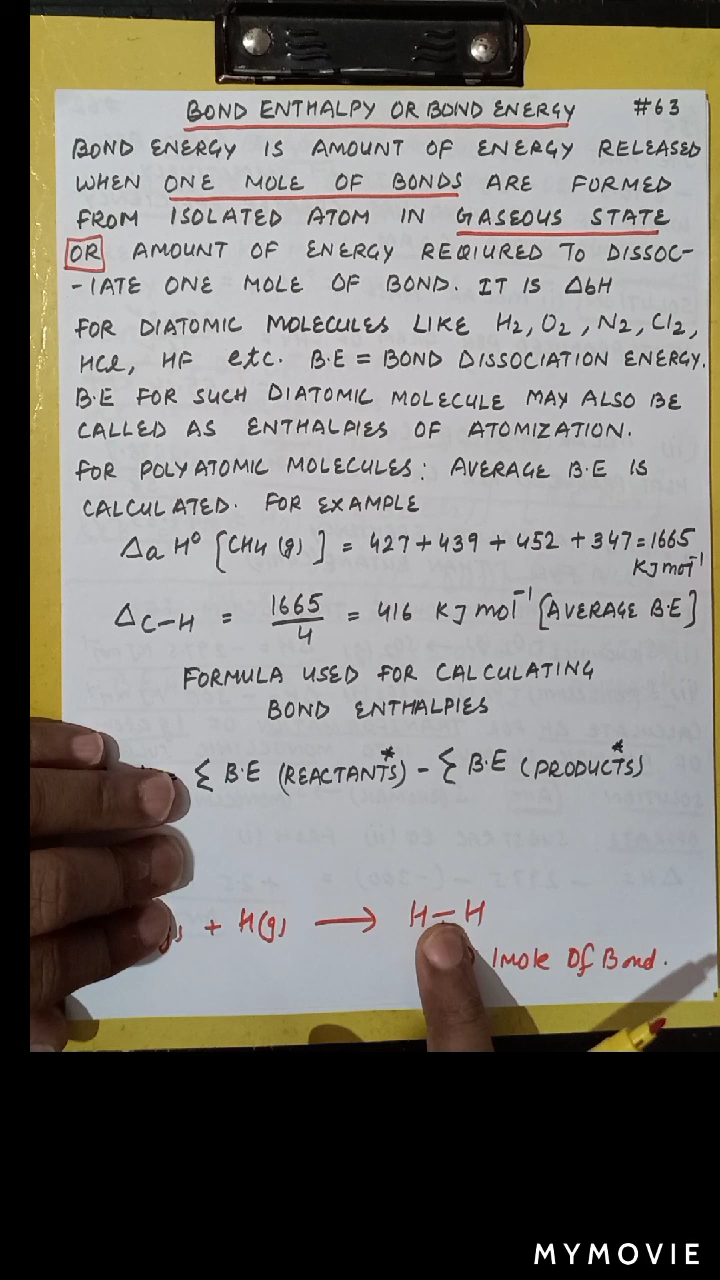 BOND ENTHALPY OR BOND ENERGY #63
BOND ENERGY IS AMOUNT OF ENERGY RELEASED
WHEN ONE MOLE OF BONDS ARE FORMED
FROM ISOLATED ATOM IN GASEOUS STATE
OR AMOUNT OF ENERGY REQIURED TO DISSOC-
-IATE ONE MOLE OF BOND. IT IS ΔbH
FOR DIATOMIC MOLECULES LIKE H2, O2, N2, Cl2,
HCl, HF etc. B.E = BOND DISSOCIATION ENERGY.
B.E FOR SUCH DIATOMIC MOLECULE MAY ALSO BE
CALLED AS ENTHALPIES OF ATOMIZATION.
FOR POLYATOMIC MOLECULES: AVERAGE B.E IS
CALCULATED. FOR EXAMPLE
ΔaH° [CH4(g)] = 427+439+452+347=1665
KJ mol⁻¹
ΔC-H = 1665/4 = 416 KJ mol⁻¹ [AVERAGE B.E]
FORMULA USED FOR CALCULATING
BOND ENTHALPIES
= Σ B.E (REACTANTS*) - Σ B.E (PRODUCTS*)
+ H(g) → H-H
1mole Of Bond.
MYMOVIE